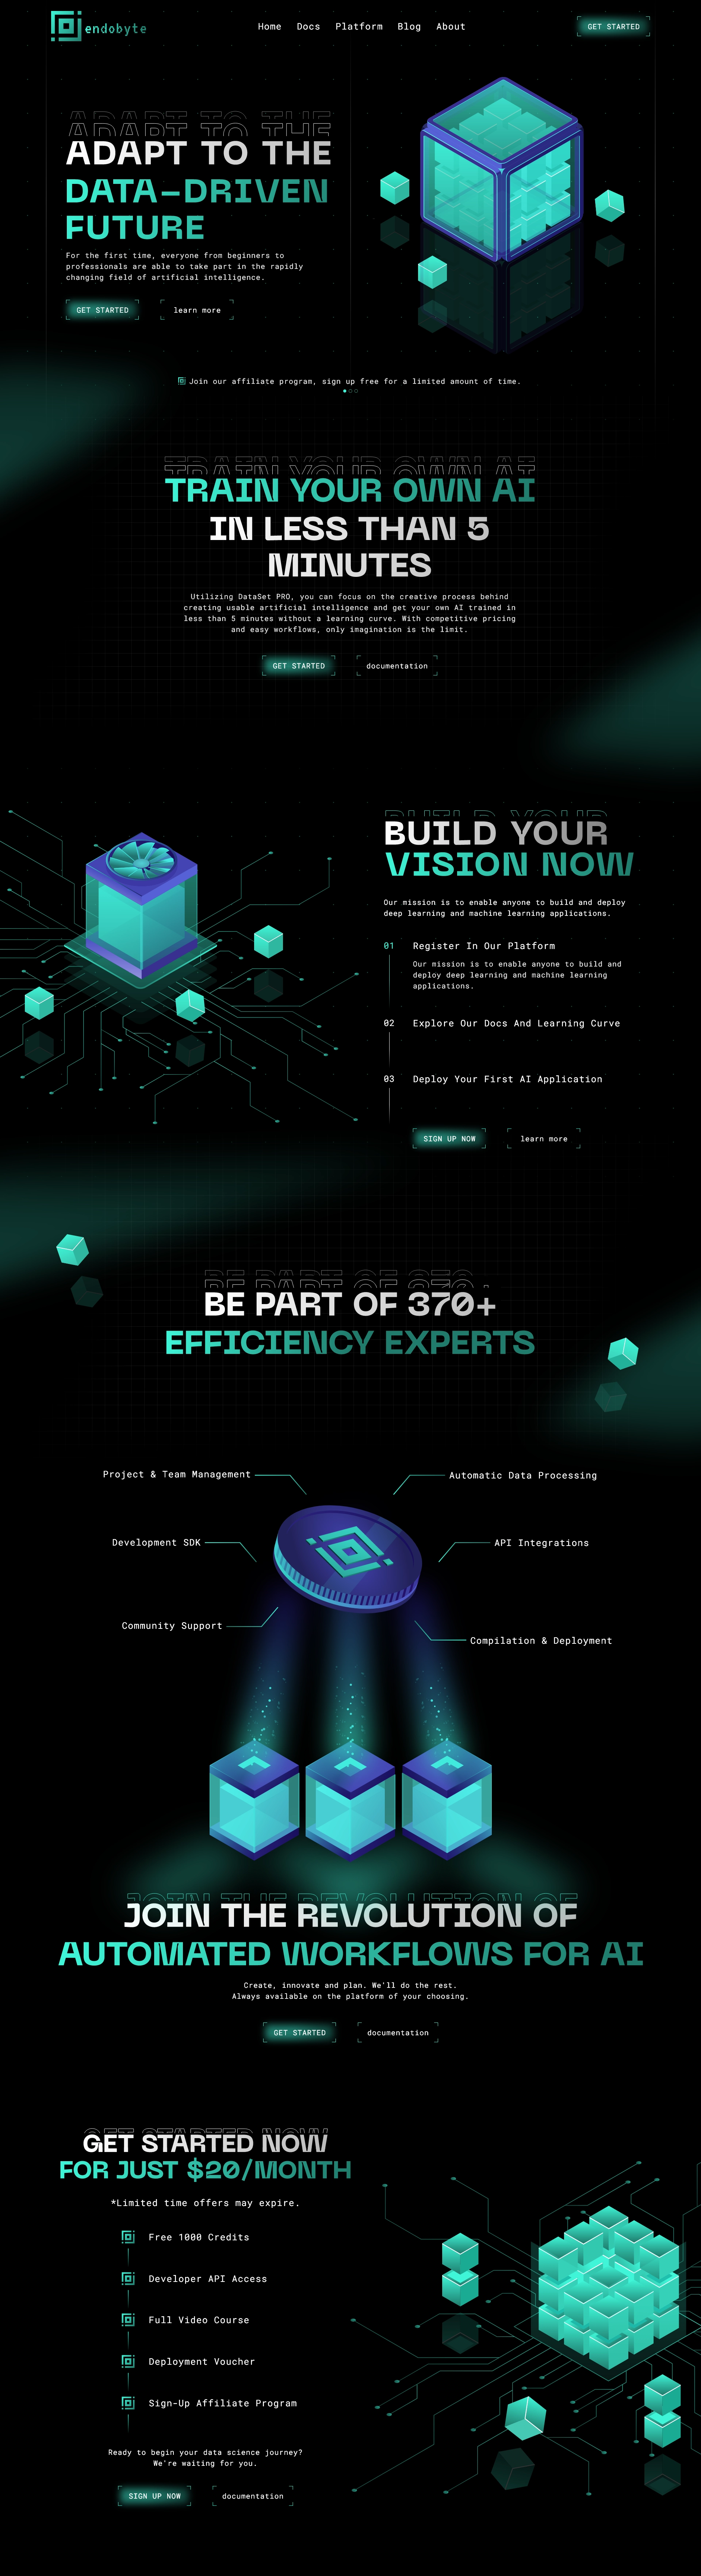 endobyte
Home Docs Platform Blog About
GET STARTED
ADAPT TO THE
ADAPT TO THE
ADAPT TO THE
DATA-DRIVEN
FUTURE
For the first time, everyone from beginners to
professionals are able to take part in the rapidly
changing field of artificial intelligence.
GET STARTED
learn more
Join our affiliate program, sign up free for a limited amount of time.
TRAIN YOUR OWN AI
TRAIN YOUR OWN AI
TRAIN YOUR OWN AI
IN LESS THAN 5
MINUTES
Utilizing DataSet PRO, you can focus on the creative process behind
creating usable artificial intelligence and get your own AI trained in
less than 5 minutes without a learning curve. With competitive pricing
and easy workflows, only imagination is the limit.
GET STARTED
documentation
BUILD YOUR
BUILD YOUR
VISION NOW
Our mission is to enable anyone to build and deploy
deep learning and machine learning applications.
01 Register In Our Platform
Our mission is to enable anyone to build and
deploy deep learning and machine learning
applications.
02 Explore Our Docs And Learning Curve
03 Deploy Your First AI Application
SIGN UP NOW
learn more
BE PART OF 370+
BE PART OF 370+
BE PART OF 370+
EFFICIENCY EXPERTS
Project & Team Management
Automatic Data Processing
Development SDK
API Integrations
Community Support
Compilation & Deployment
JOIN THE REVOLUTION OF
JOIN THE REVOLUTION OF
AUTOMATED WORKFLOWS FOR AI
Create, innovate and plan. We'll do the rest.
Always available on the platform of your choosing.
GET STARTED
documentation
GET STARTED NOW
GET STARTED NOW
FOR JUST $20/MONTH
*Limited time offers may expire.
Free 1000 Credits
Developer API Access
Full Video Course
Deployment Voucher
Sign-Up Affiliate Program
Ready to begin your data science journey?
We're waiting for you.
SIGN UP NOW
documentation